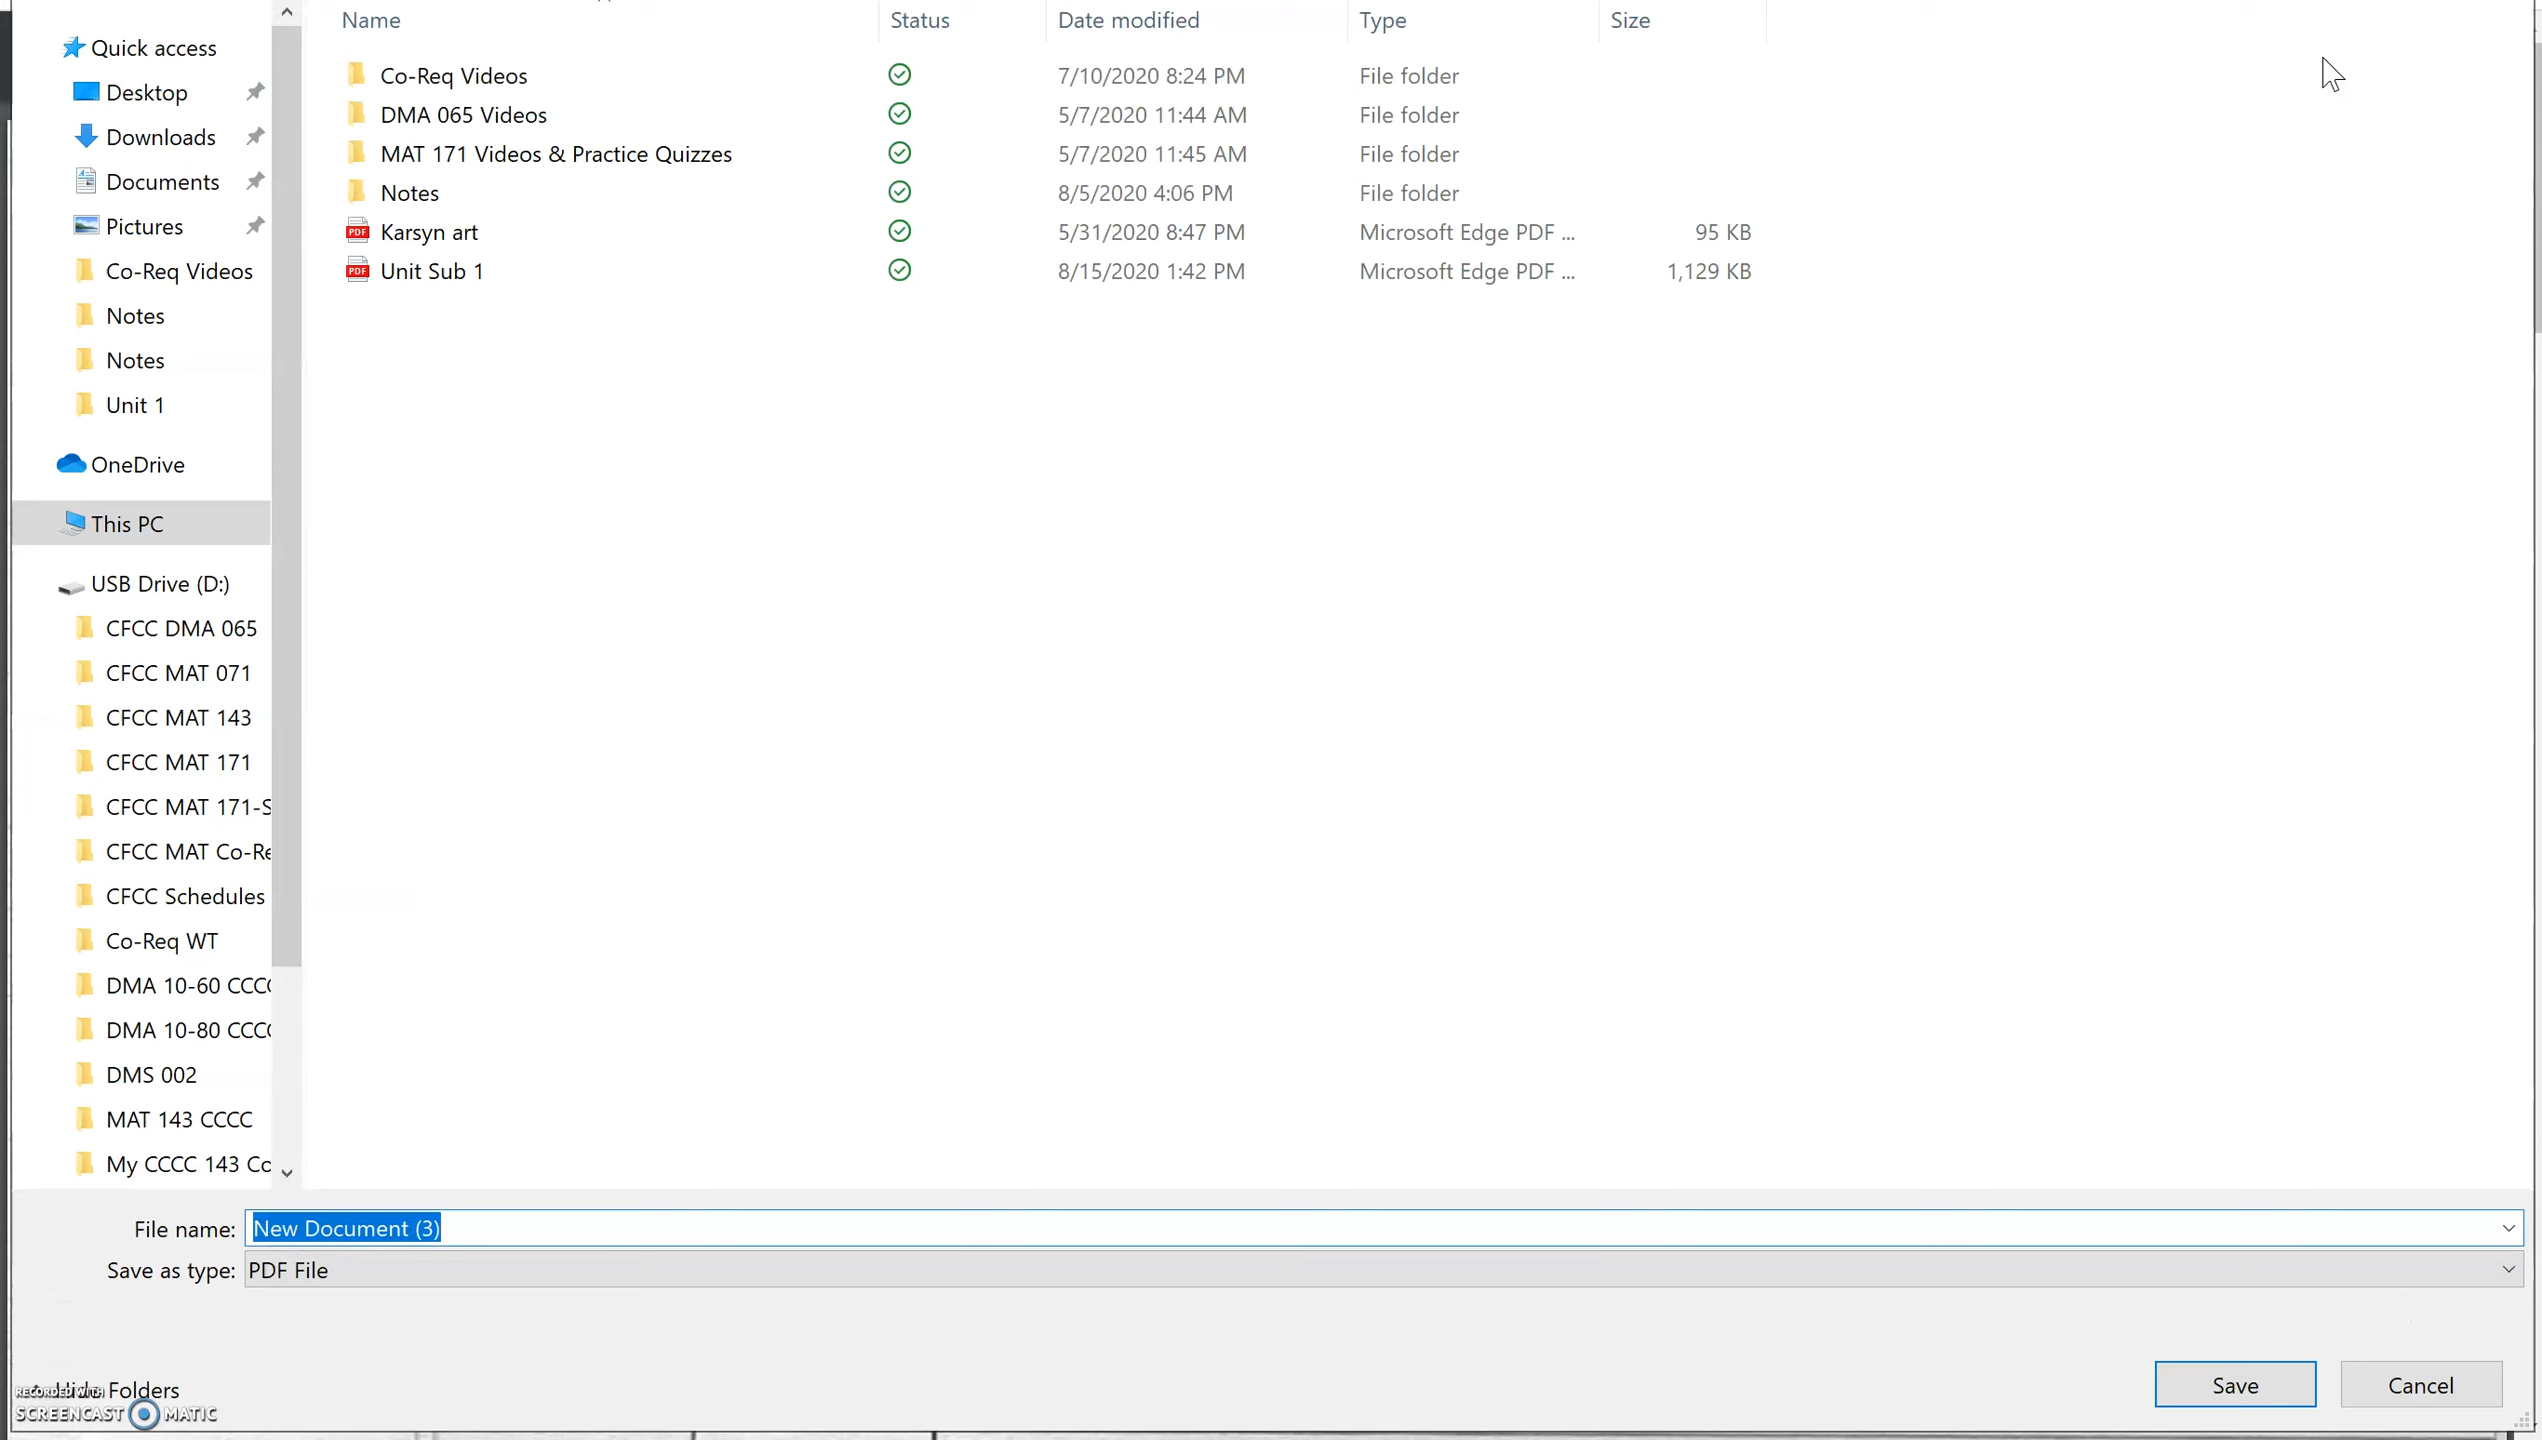 Name Status Date modified Type Size
Quick access
Desktop
Downloads
Documents
Pictures
Co-Req Videos
Notes
Notes
Unit 1
OneDrive
This PC
USB Drive (D:)
CFCC DMA 065
CFCC MAT 071
CFCC MAT 143
CFCC MAT 171
CFCC MAT 171-S
CFCC MAT Co-Re
CFCC Schedules
Co-Req WT
DMA 10-60 CCCC
DMA 10-80 CCCC
DMS 002
MAT 143 CCCC
My CCCC 143 Co
Co-Req Videos 7/10/2020 8:24 PM File folder
DMA 065 Videos 5/7/2020 11:44 AM File folder
MAT 171 Videos & Practice Quizzes 5/7/2020 11:45 AM File folder
Notes 8/5/2020 4:06 PM File folder
PDF Karsyn art 5/31/2020 8:47 PM Microsoft Edge PDF ... 95 KB
PDF Unit Sub 1 8/15/2020 1:42 PM Microsoft Edge PDF ... 1,129 KB
File name: New Document (3)
Save as type: PDF File
Hide Folders
Save Cancel
RECORDED WITH
SCREENCAST MATIC